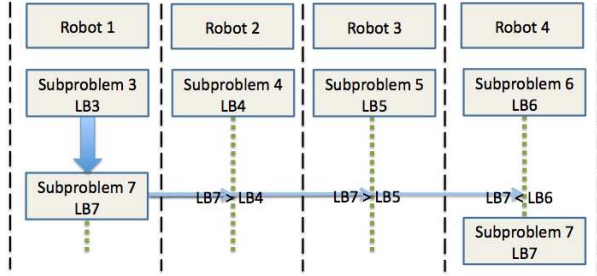 Robot 1
Robot 2
Robot 3
Robot 4
Subproblem 3
LB3
Subproblem 4
LB4
Subproblem 5
LB5
Subproblem 6
LB6
Subproblem 7
LB7
LB7 > LB4
LB7 > LB5
LB7 < LB6
Subproblem 7
LB7